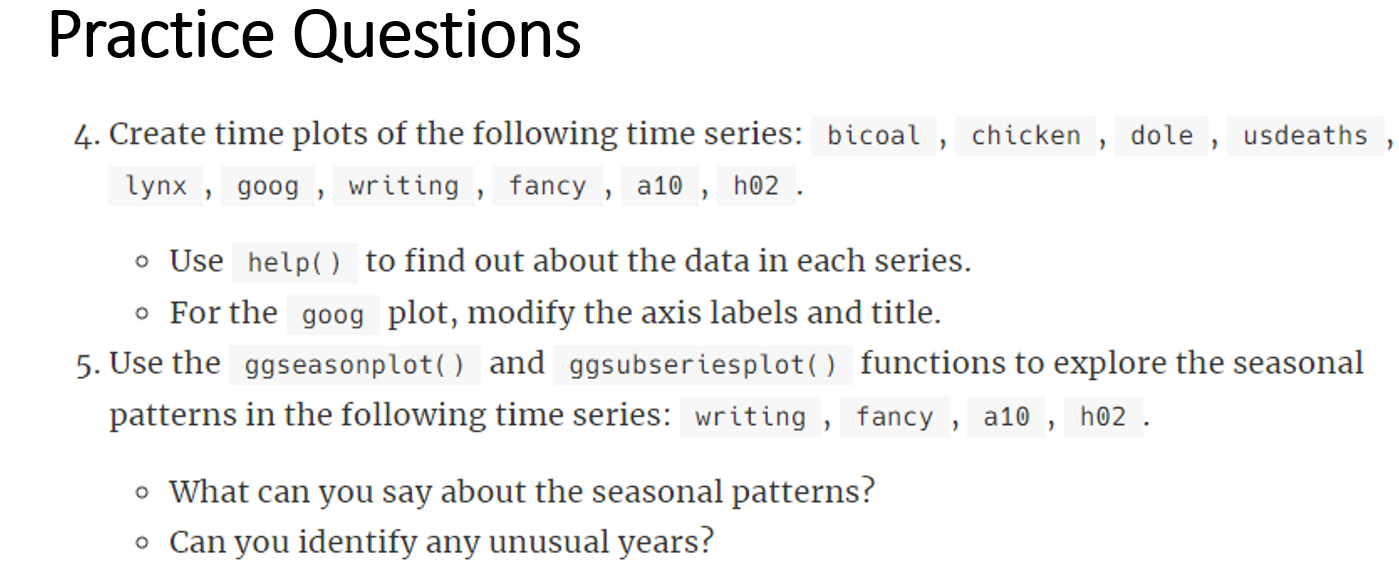 Practice Questions
4. Create time plots of the following time series: bicoal , chicken , dole , usdeaths ,
lynx , goog , writing , fancy , a10 , h02 .
◦ Use help() to find out about the data in each series.
◦ For the goog plot, modify the axis labels and title.
5. Use the ggseasonplot() and ggsubseriesplot() functions to explore the seasonal
patterns in the following time series: writing , fancy , a10 , h02 .
◦ What can you say about the seasonal patterns?
◦ Can you identify any unusual years?